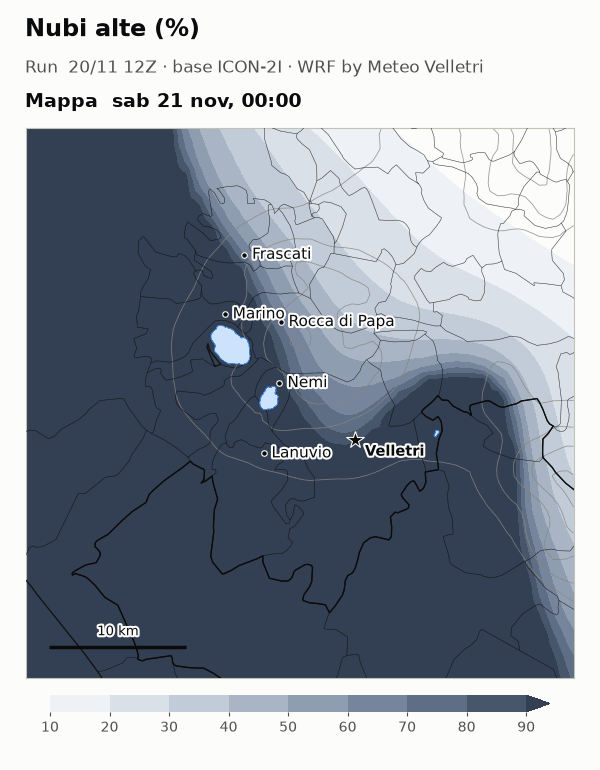 Nubi alte (%)
Run  20/11 12Z · base ICON-2I · WRF by Meteo Velletri
Mappa  sab 21 nov, 00:00
Frascati
Marino
Rocca di Papa
Nemi
Velletri
Lanuvio
10 km
10 20 30 40 50 60 70 80 90